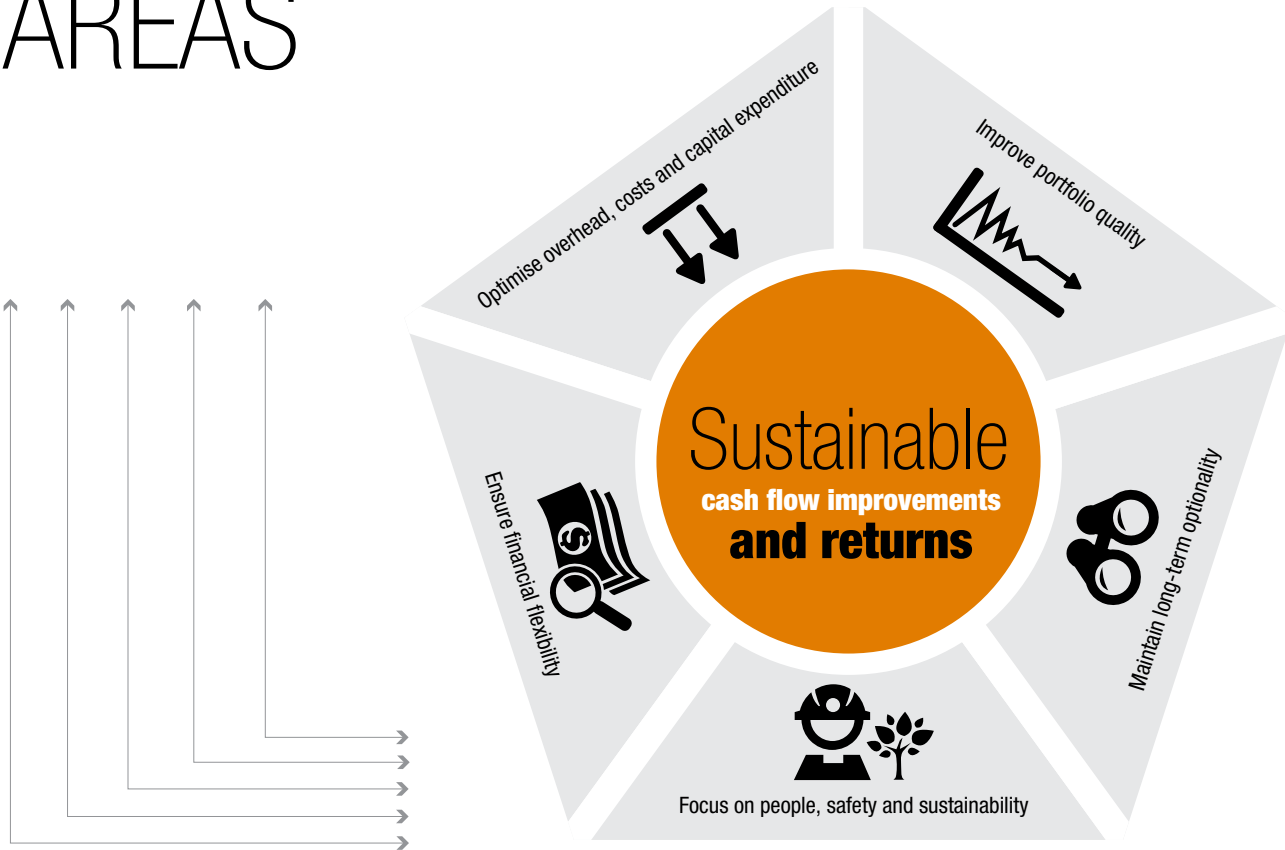 AREAS
Optimise overhead, costs and capital expenditure
Improve portfolio quality
Ensure financial flexibility
Sustainable
cash flow improvements
and returns
Maintain long-term optionality
Focus on people, safety and sustainability